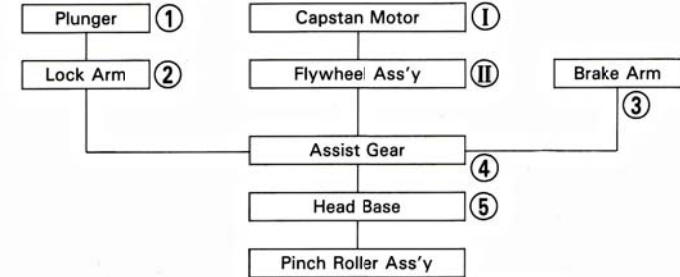 Plunger ① Capstan Motor Ⅰ
Lock Arm ② Flywheel Ass'y Ⅱ Brake Arm
③
Assist Gear
④
Head Base ⑤
Pinch Roller Ass'y